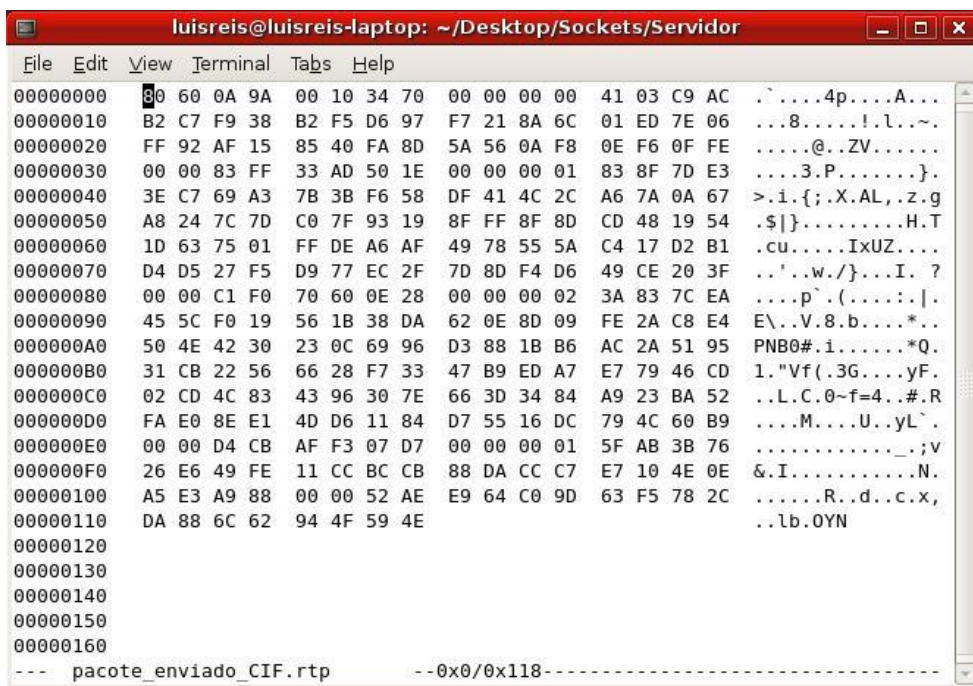 luisreis@luisreis-laptop: ~/Desktop/Sockets/Servidor
File Edit View Terminal Tabs Help
00000000 80 60 0A 9A 00 10 34 70 00 00 00 00 41 03 C9 AC .`....4p....A...
00000010 B2 C7 F9 38 B2 F5 D6 97 F7 21 8A 6C 01 ED 7E 06 ...8.....!.l..~.
00000020 FF 92 AF 15 85 40 FA 8D 5A 56 0A F8 0E F6 0F FE .....@..ZV......
00000030 00 00 83 FF 33 AD 50 1E 00 00 00 01 83 8F 7D E3 ....3.P.......}.
00000040 3E C7 69 A3 7B 3B F6 58 DF 41 4C 2C A6 7A 0A 67 >.i.{;.X.AL,.z.g
00000050 A8 24 7C 7D C0 7F 93 19 8F FF 8F 8D CD 48 19 54 .$|}.........H.T
00000060 1D 63 75 01 FF DE A6 AF 49 78 55 5A C4 17 D2 B1 .cu.....IxUZ....
00000070 D4 D5 27 F5 D9 77 EC 2F 7D 8D F4 D6 49 CE 20 3F ..'..w./}...I. ?
00000080 00 00 C1 F0 70 60 0E 28 00 00 00 02 3A 83 7C EA ....p`.(....:.|.
00000090 45 5C F0 19 56 1B 38 DA 62 0E 8D 09 FE 2A C8 E4 E\..V.8.b....*..
000000A0 50 4E 42 30 23 0C 69 96 D3 88 1B B6 AC 2A 51 95 PNB0#.i......*Q.
000000B0 31 CB 22 56 66 28 F7 33 47 B9 ED A7 E7 79 46 CD 1."Vf(.3G....yF.
000000C0 02 CD 4C 83 43 96 30 7E 66 3D 34 84 A9 23 BA 52 ..L.C.0~f=4..#.R
000000D0 FA E0 8E E1 4D D6 11 84 D7 55 16 DC 79 4C 60 B9 ....M....U..yL`.
000000E0 00 00 D4 CB AF F3 07 D7 00 00 00 01 5F AB 3B 76 ............_.;v
000000F0 26 E6 49 FE 11 CC BC CB 88 DA CC C7 E7 10 4E 0E &.I...........N.
00000100 A5 E3 A9 88 00 00 52 AE E9 64 C0 9D 63 F5 78 2C ......R..d..c.x,
00000110 DA 88 6C 62 94 4F 59 4E ..lb.OYN
00000120
00000130
00000140
00000150
00000160
--- pacote_enviado_CIF.rtp --0x0/0x118-----------------------------------